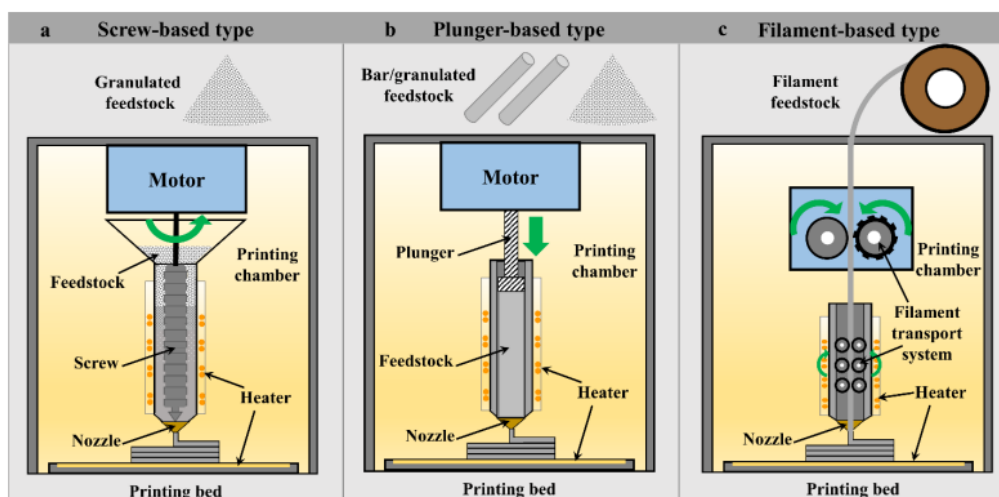 a Screw-based type
Granulated
feedstock
Motor
Feedstock
Printing
chamber
Screw
Heater
Nozzle
Printing bed
b Plunger-based type
Bar/granulated
feedstock
Motor
Plunger
Printing
chamber
Feedstock
Heater
Nozzle
Printing bed
c Filament-based type
Filament
feedstock
Printing
chamber
Filament
transport
system
Heater
Nozzle
Printing bed